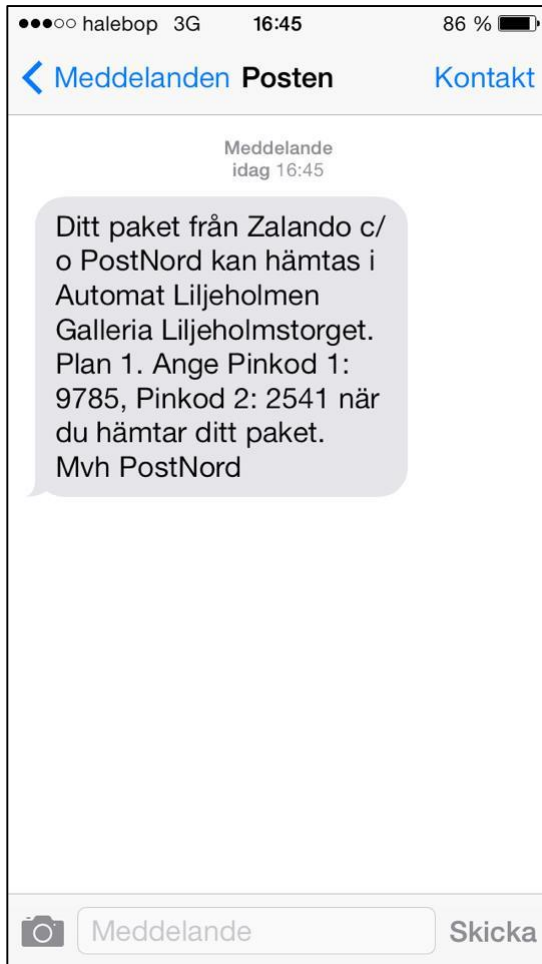 halebop 3G 16:45 86 %
Meddelanden Posten Kontakt
Meddelande
idag 16:45
Ditt paket från Zalando c/
o PostNord kan hämtas i
Automat Liljeholmen
Galleria Liljeholmstorget.
Plan 1. Ange Pinkod 1:
9785, Pinkod 2: 2541 när
du hämtar ditt paket.
Mvh PostNord
Meddelande Skicka